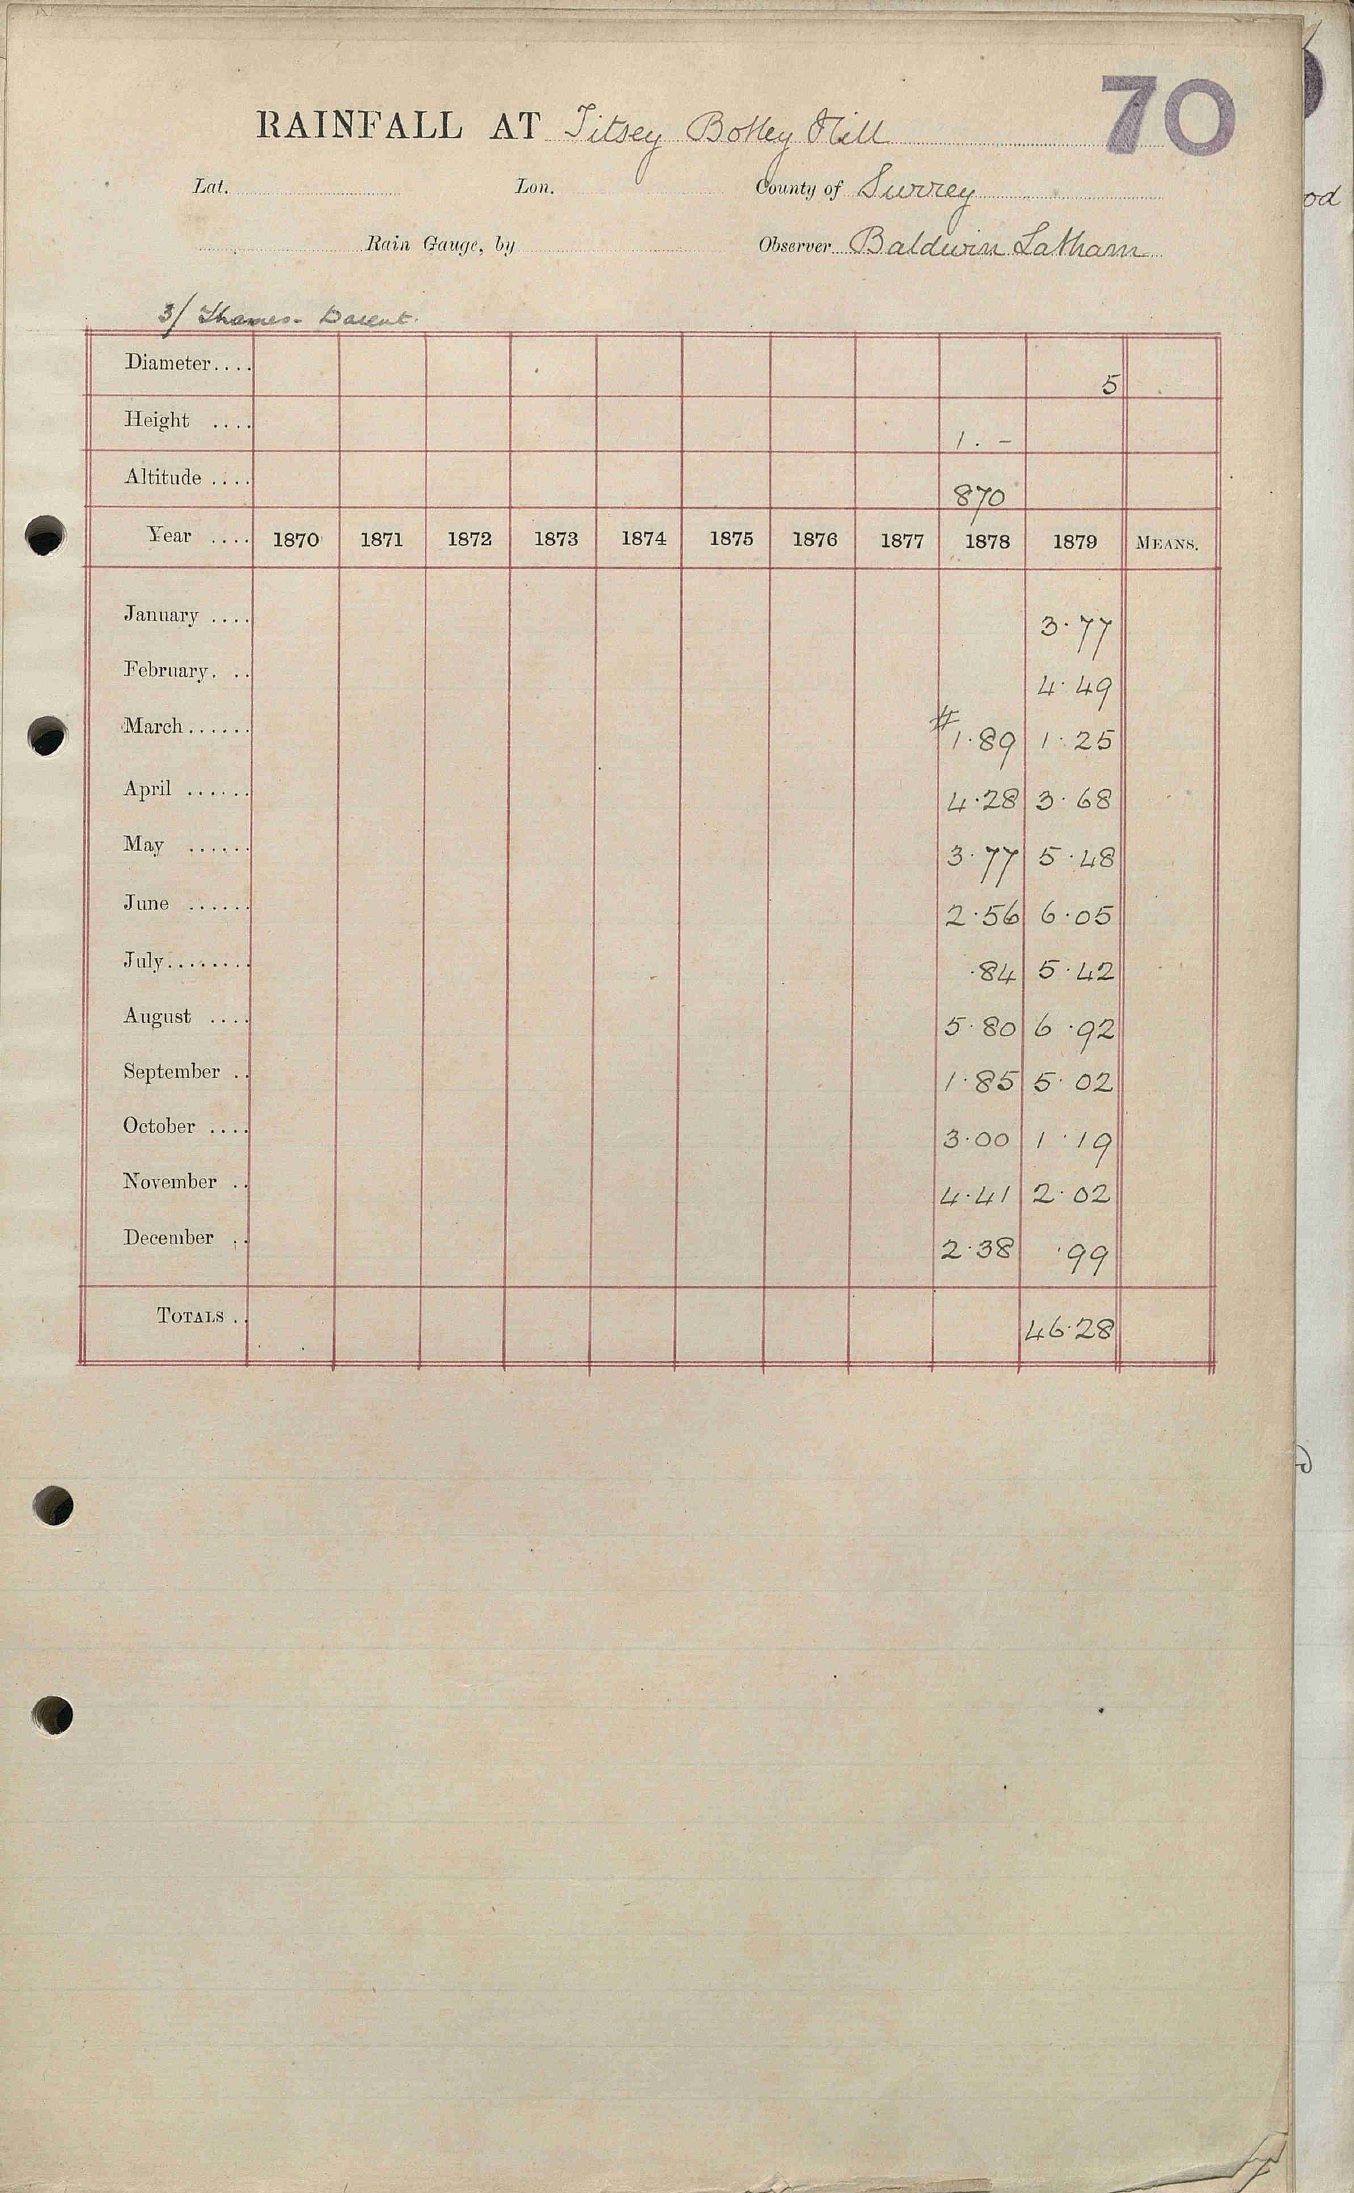 70
RAINFALL AT Titsey Botley Hill
Lat. Lon. County of Surrey
Rain Gauge, by Observer Baldwin Latham
3/ Thames - Darent.
Diameter.... 5
Height .... 1. –
Altitude .... 870
Year .... 1870 1871 1872 1873 1874 1875 1876 1877 1878 1879 MEANS.
January .... 3.77
February. .. 4.49
March...... # 1.89 1.25
April ...... 4.28 3.68
May ...... 3.77 5.48
June ...... 2.56 6.05
July........ .84 5.42
August .... 5.80 6.92
September .. 1.85 5.02
October .... 3.00 1.19
November .. 4.41 2.02
December .. 2.38 .99
TOTALS .. 46.28
od